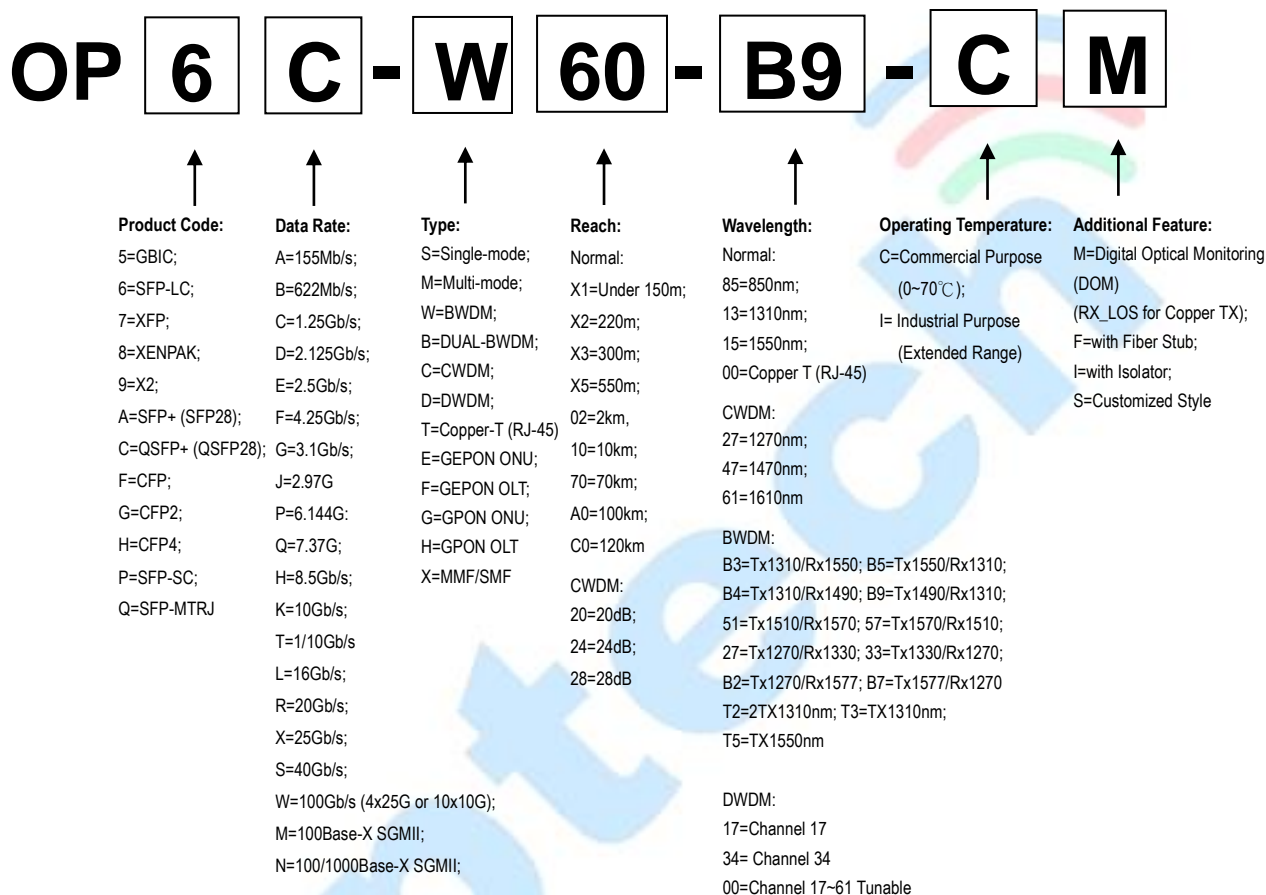 OP 6 C - W 60 - B9 - C M
Product Code:
5=GBIC;
6=SFP-LC;
7=XFP;
8=XENPAK;
9=X2;
A=SFP+ (SFP28);
C=QSFP+ (QSFP28);
F=CFP;
G=CFP2;
H=CFP4;
P=SFP-SC;
Q=SFP-MTRJ
Data Rate:
A=155Mb/s;
B=622Mb/s;
C=1.25Gb/s;
D=2.125Gb/s;
E=2.5Gb/s;
F=4.25Gb/s;
G=3.1Gb/s;
J=2.97G
P=6.144G:
Q=7.37G;
H=8.5Gb/s;
K=10Gb/s;
T=1/10Gb/s
L=16Gb/s;
R=20Gb/s;
X=25Gb/s;
S=40Gb/s;
W=100Gb/s (4x25G or 10x10G);
M=100Base-X SGMII;
N=100/1000Base-X SGMII;
Type:
S=Single-mode;
M=Multi-mode;
W=BWDM;
B=DUAL-BWDM;
C=CWDM;
D=DWDM;
T=Copper-T (RJ-45)
E=GEPON ONU;
F=GEPON OLT;
G=GPON ONU;
H=GPON OLT
X=MMF/SMF
Reach:
Normal:
X1=Under 150m;
X2=220m;
X3=300m;
X5=550m;
02=2km,
10=10km;
70=70km;
A0=100km;
C0=120km
CWDM:
20=20dB;
24=24dB;
28=28dB
Wavelength:
Normal:
85=850nm;
13=1310nm;
15=1550nm;
00=Copper T (RJ-45)
CWDM:
27=1270nm;
47=1470nm;
61=1610nm
BWDM:
B3=Tx1310/Rx1550; B5=Tx1550/Rx1310;
B4=Tx1310/Rx1490; B9=Tx1490/Rx1310;
51=Tx1510/Rx1570; 57=Tx1570/Rx1510;
27=Tx1270/Rx1330; 33=Tx1330/Rx1270;
B2=Tx1270/Rx1577; B7=Tx1577/Rx1270
T2=2TX1310nm; T3=TX1310nm;
T5=TX1550nm
DWDM:
17=Channel 17
34= Channel 34
00=Channel 17~61 Tunable
Operating Temperature:
C=Commercial Purpose
(0~70℃);
I= Industrial Purpose
(Extended Range)
Additional Feature:
M=Digital Optical Monitoring
(DOM)
(RX_LOS for Copper TX);
F=with Fiber Stub;
I=with Isolator;
S=Customized Style
ptech